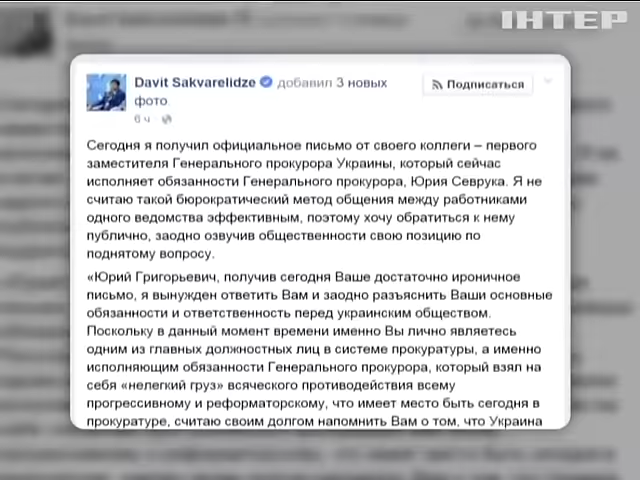 ІНТЕР
Davit Sakvarelidze добавил 3 новых
фото.
Подписаться
6 ч ·
Сегодня я получил официальное письмо от своего коллеги – первого
заместителя Генерального прокурора Украины, который сейчас
исполняет обязанности Генерального прокурора, Юрия Севрука. Я не
считаю такой бюрократический метод общения между работниками
одного ведомства эффективным, поэтому хочу обратиться к нему
публично, заодно озвучив общественности свою позицию по
поднятому вопросу.
«Юрий Григорьевич, получив сегодня Ваше достаточно ироничное
письмо, я вынужден ответить Вам и заодно разъяснить Ваши основные
обязанности и ответственность перед украинским обществом.
Поскольку в данный момент времени именно Вы лично являетесь
одним из главных должностных лиц в системе прокуратуры, а именно
исполняющим обязанности Генерального прокурора, который взял на
себя «нелегкий груз» всяческого противодействия всему
прогрессивному и реформаторскому, что имеет место быть сегодня в
прокуратуре, считаю своим долгом напомнить Вам о том, что Украина